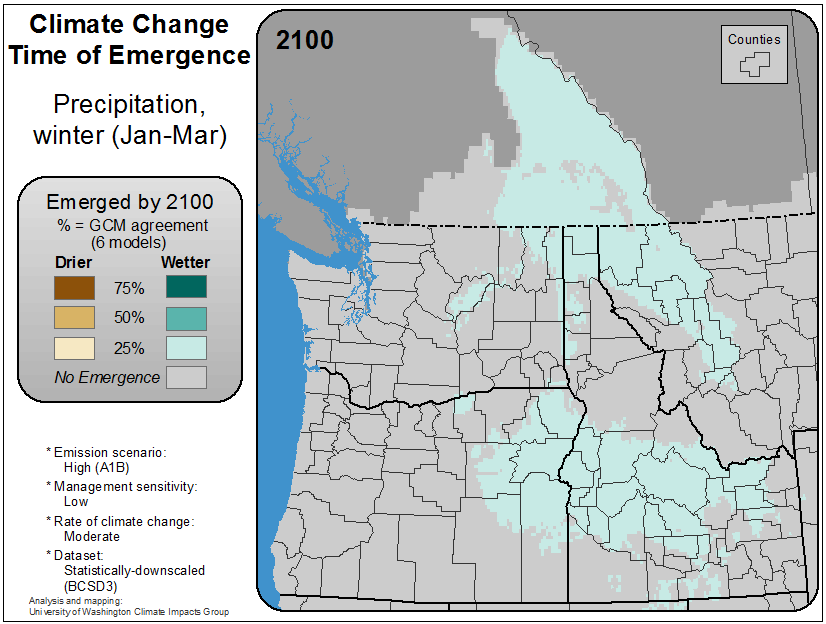 Climate Change
Time of Emergence
Precipitation,
winter (Jan-Mar)
Emerged by 2100
% = GCM agreement
(6 models)
Drier Wetter
75%
50%
25%
No Emergence
* Emission scenario:
High (A1B)
* Management sensitivity:
Low
* Rate of climate change:
Moderate
* Dataset:
Statistically-downscaled
(BCSD3)
Analysis and mapping:
University of Washington Climate Impacts Group
2100
Counties